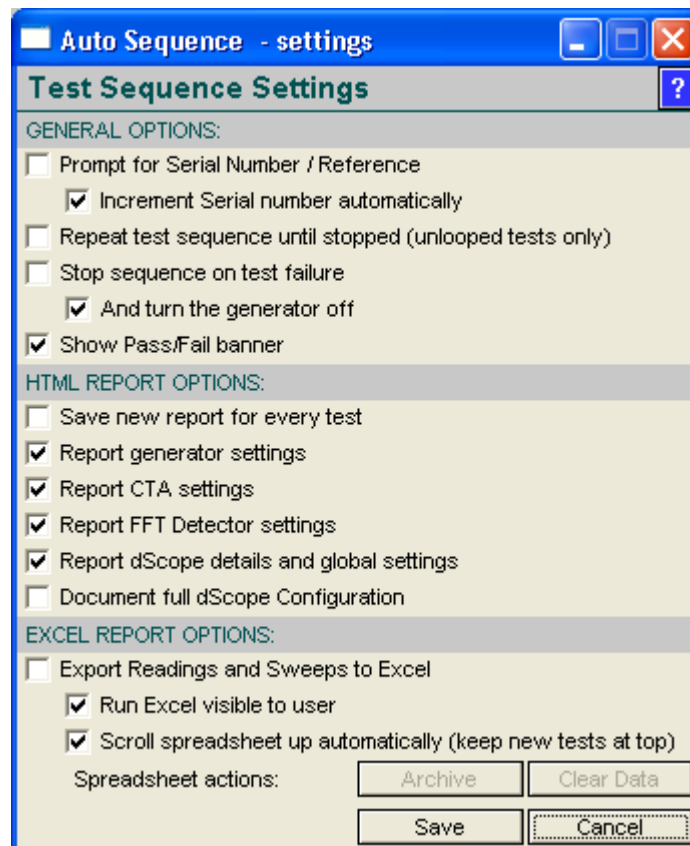 Auto Sequence - settings
Test Sequence Settings
?
GENERAL OPTIONS:
Prompt for Serial Number / Reference
Increment Serial number automatically
Repeat test sequence until stopped (unlooped tests only)
Stop sequence on test failure
And turn the generator off
Show Pass/Fail banner
HTML REPORT OPTIONS:
Save new report for every test
Report generator settings
Report CTA settings
Report FFT Detector settings
Report dScope details and global settings
Document full dScope Configuration
EXCEL REPORT OPTIONS:
Export Readings and Sweeps to Excel
Run Excel visible to user
Scroll spreadsheet up automatically (keep new tests at top)
Spreadsheet actions: Archive Clear Data
Save Cancel